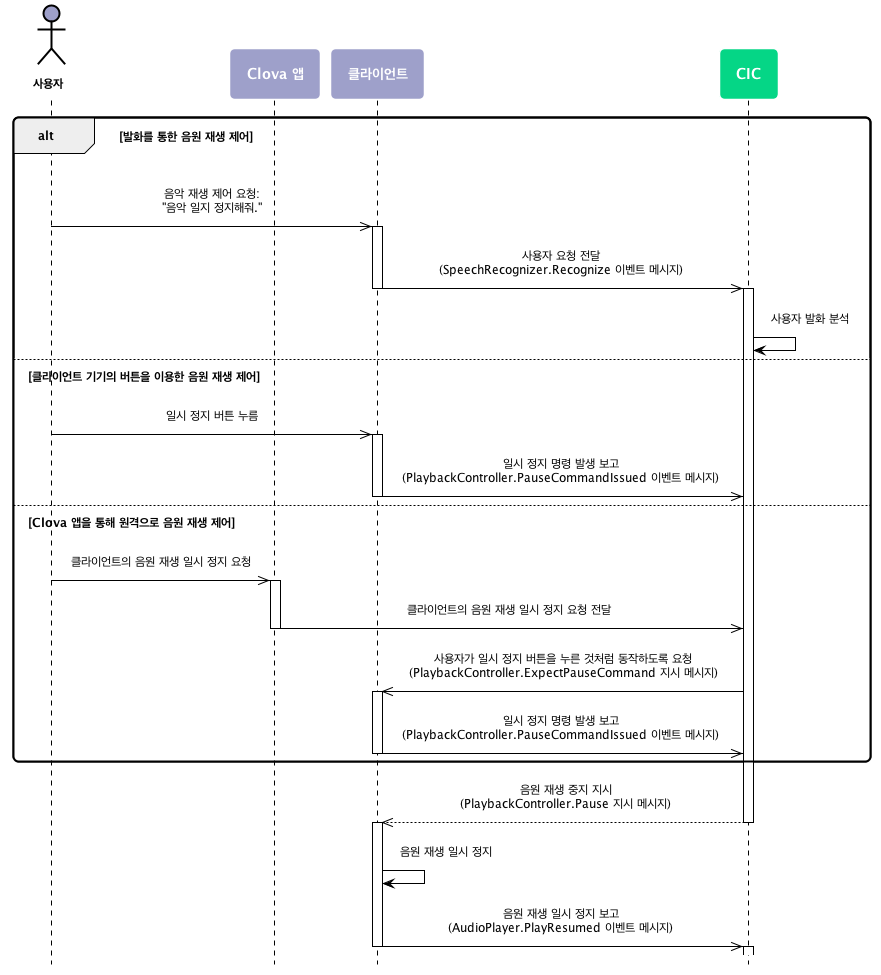 사용자
Clova 앱
클라이언트
CIC
alt
[발화를 통한 음원 재생 제어]
음악 재생 제어 요청:
"음악 일지 정지해줘."
사용자 요청 전달
(SpeechRecognizer.Recognize 이벤트 메시지)
사용자 발화 분석
[클라이언트 기기의 버튼을 이용한 음원 재생 제어]
일시 정지 버튼 누름
일시 정지 명령 발생 보고
(PlaybackController.PauseCommandIssued 이벤트 메시지)
[Clova 앱을 통해 원격으로 음원 재생 제어]
클라이언트의 음원 재생 일시 정지 요청
클라이언트의 음원 재생 일시 정지 요청 전달
사용자가 일시 정지 버튼을 누른 것처럼 동작하도록 요청
(PlaybackController.ExpectPauseCommand 지시 메시지)
일시 정지 명령 발생 보고
(PlaybackController.PauseCommandIssued 이벤트 메시지)
음원 재생 중지 지시
(PlaybackController.Pause 지시 메시지)
음원 재생 일시 정지
음원 재생 일시 정지 보고
(AudioPlayer.PlayResumed 이벤트 메시지)